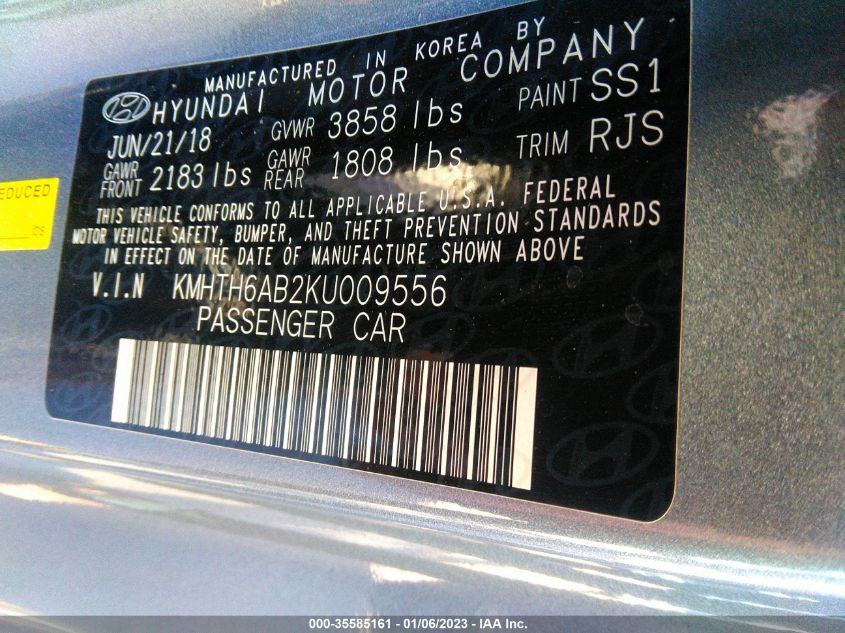 MANUFACTURED IN KOREA BY
HYUNDAI MOTOR COMPANY
JUN/21/18 GVWR 3858 lbs PAINT SS1
GAWR FRONT 2183 lbs GAWR REAR 1808 lbs TRIM RJS
THIS VEHICLE CONFORMS TO ALL APPLICABLE U.S.A. FEDERAL
MOTOR VEHICLE SAFETY, BUMPER, AND THEFT PREVENTION STANDARDS
IN EFFECT ON THE DATE OF MANUFACTURE SHOWN ABOVE
V.I.N KMHTH6AB2KU009556
PASSENGER CAR
EDUCED
lbs
000-35585161 - 01/06/2023 - IAA Inc.